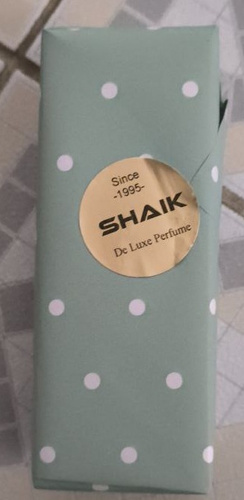 Since
-1995-
SHAIK
De Luxe Perfume